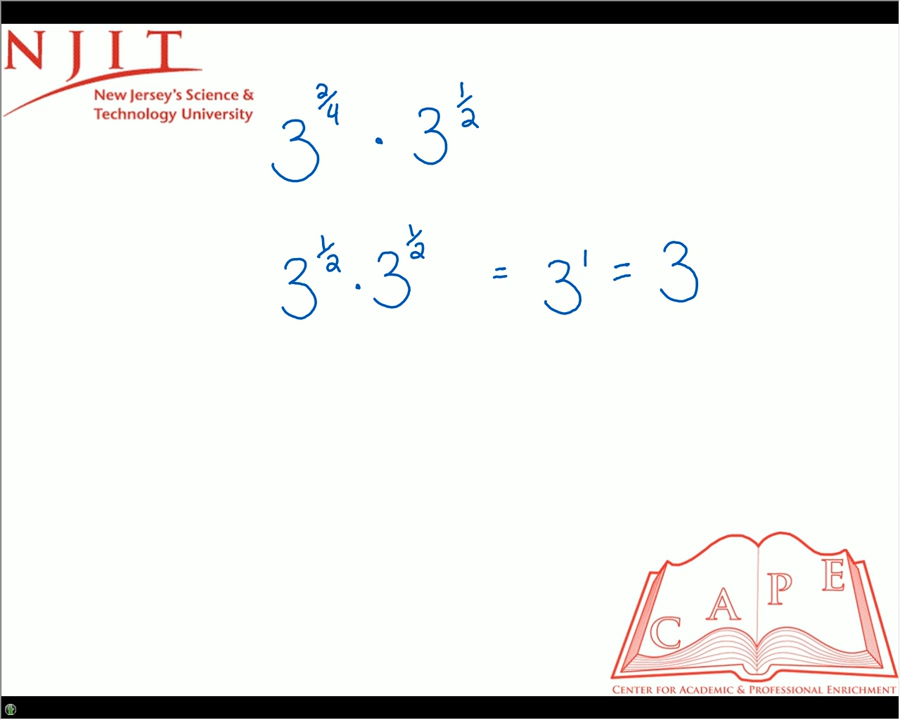 NJIT
New Jersey's Science &
Technology University
3^{2/4} · 3^{1/2}
3^{1/2} · 3^{1/2} = 3^1 = 3
CAPE
CENTER FOR ACADEMIC & PROFESSIONAL ENRICHMENT